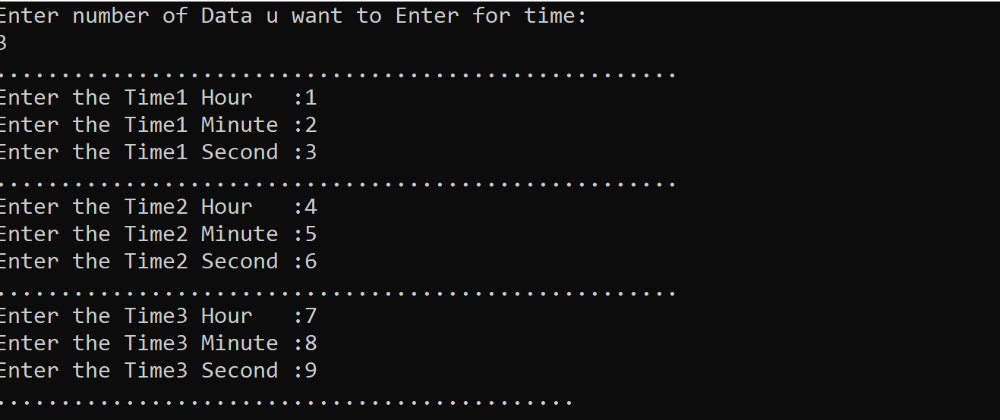 Enter number of Data u want to Enter for time:
3
.....................................................
Enter the Time1 Hour   :1
Enter the Time1 Minute :2
Enter the Time1 Second :3
.....................................................
Enter the Time2 Hour   :4
Enter the Time2 Minute :5
Enter the Time2 Second :6
.....................................................
Enter the Time3 Hour   :7
Enter the Time3 Minute :8
Enter the Time3 Second :9
.............................................